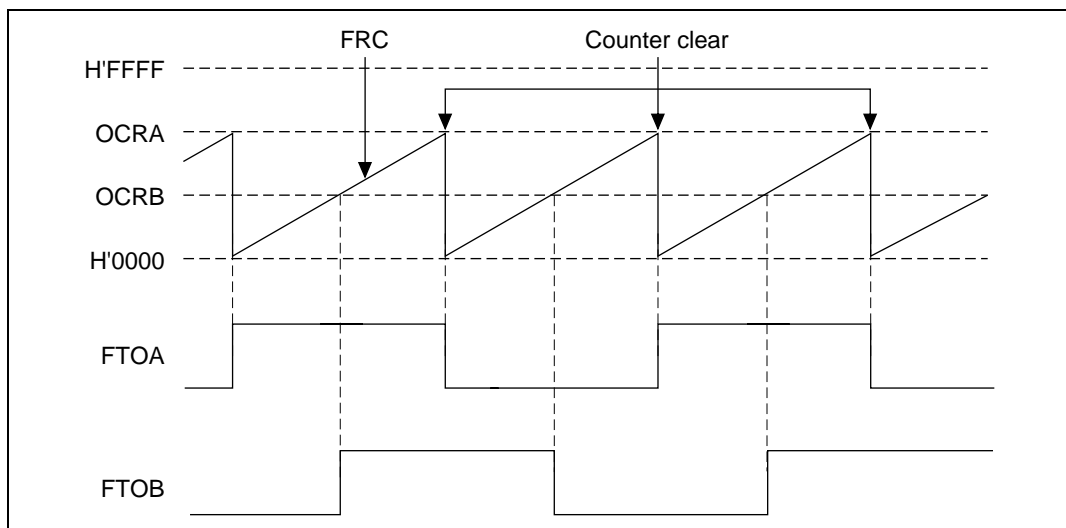 FRC
Counter clear
H'FFFF
OCRA
OCRB
H'0000
FTOA
FTOB